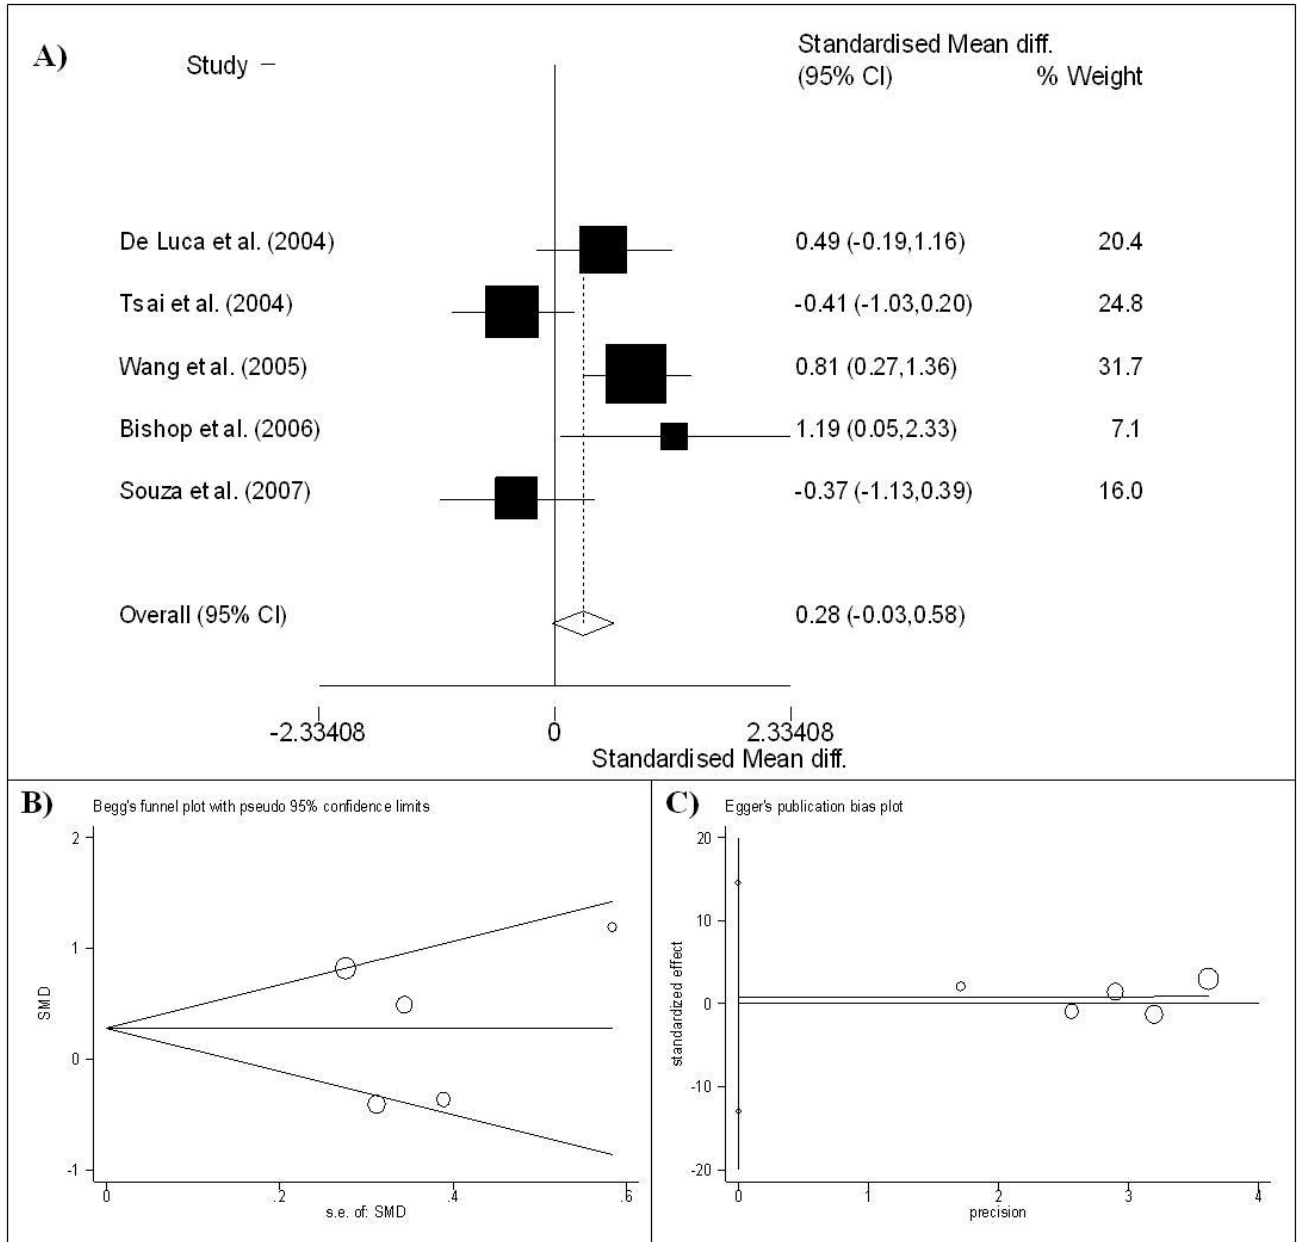 A)
Study
Standardised Mean diff.
(95% CI)
% Weight
De Luca et al. (2004)
0.49 (-0.19,1.16)
20.4
Tsai et al. (2004)
-0.41 (-1.03,0.20)
24.8
Wang et al. (2005)
0.81 (0.27,1.36)
31.7
Bishop et al. (2006)
1.19 (0.05,2.33)
7.1
Souza et al. (2007)
-0.37 (-1.13,0.39)
16.0
Overall (95% CI)
0.28 (-0.03,0.58)
-2.33408
0
2.33408
Standardised Mean diff.
B)
Begg's funnel plot with pseudo 95% confidence limits
SMD
2
1
0
-1
0
.2
.4
.6
s.e. of: SMD
C)
Egger's publication bias plot
standardized effect
20
10
0
-10
-20
0
1
2
3
4
precision